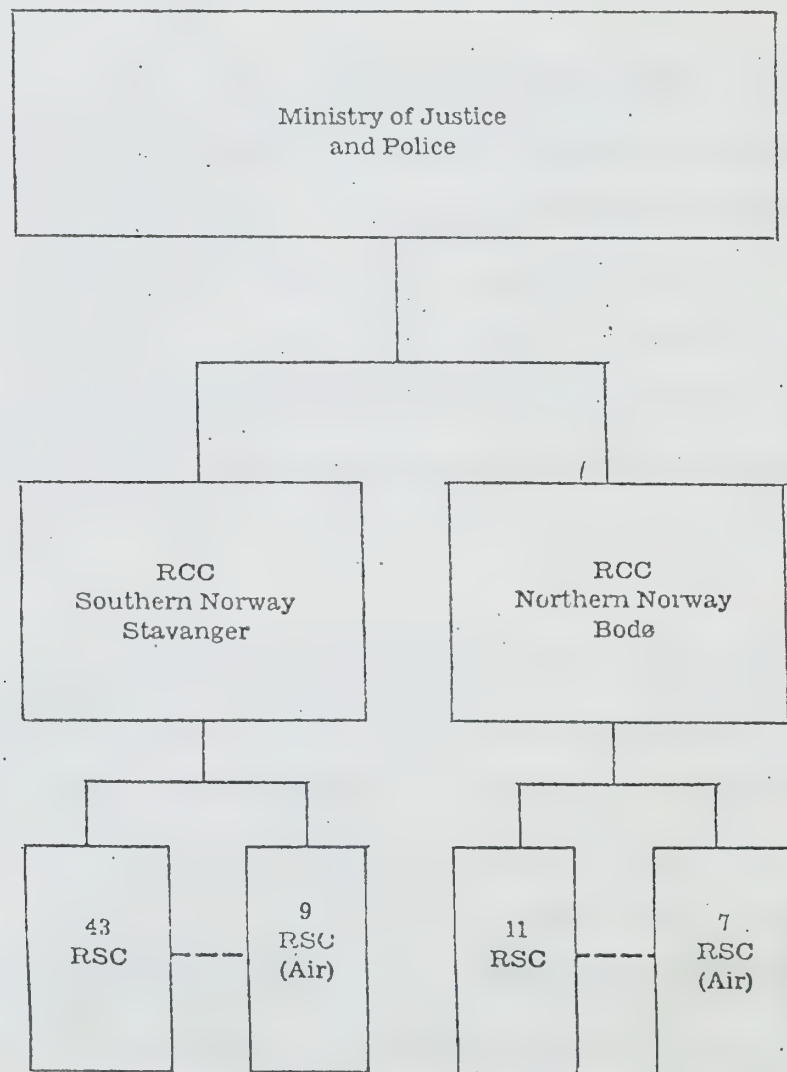 Ministry of Justice
and Police
RCC
Southern Norway
Stavanger
RCC
Northern Norway
Bodø
43
RSC
9
RSC
(Air)
11
RSC
7
RSC
(Air)